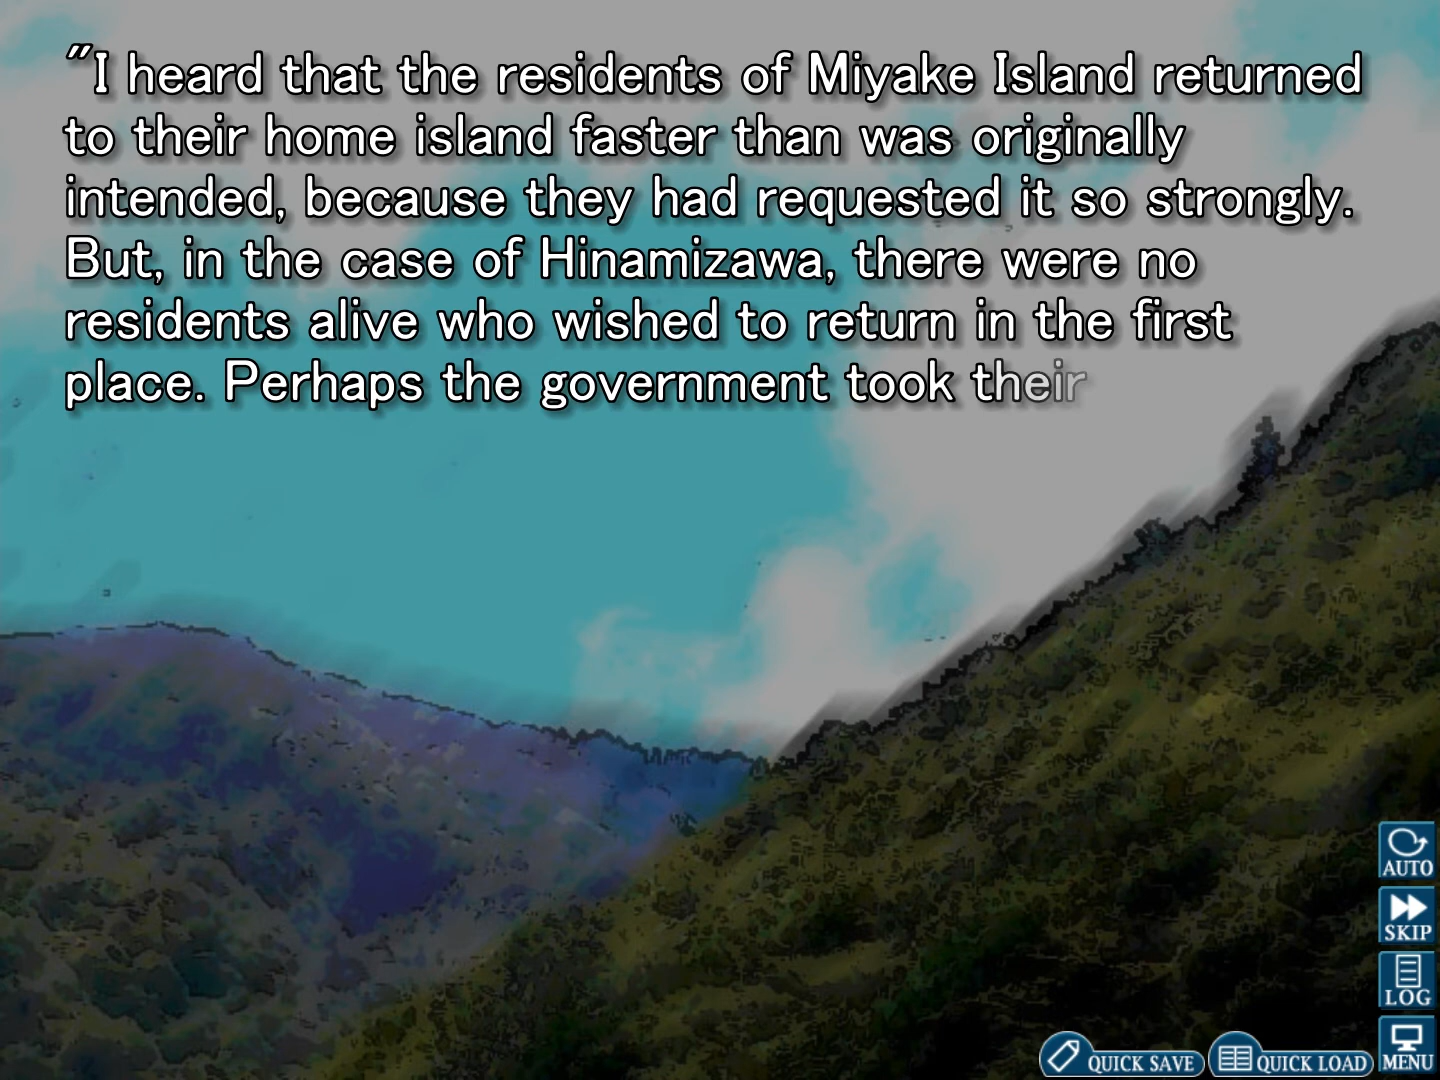 "I heard that the residents of Miyake Island returned
to their home island faster than was originally
intended, because they had requested it so strongly.
But, in the case of Hinamizawa, there were no
residents alive who wished to return in the first
place. Perhaps the government took their
AUTO
SKIP
LOG
MENU
QUICK SAVE
QUICK LOAD